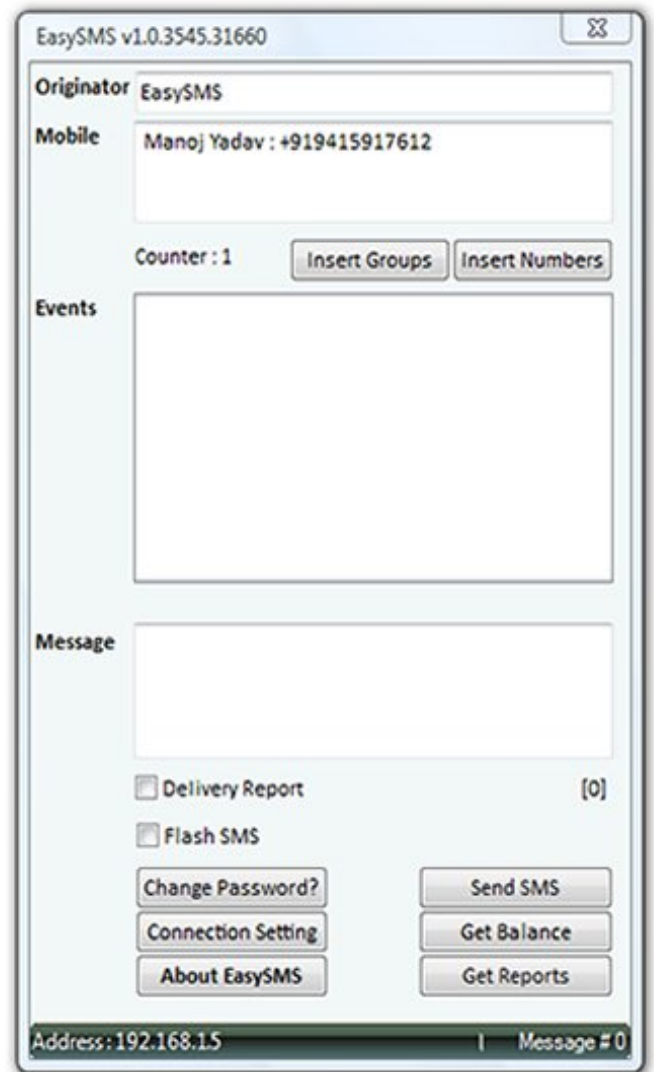 EasySMS v1.0.3545.31660
Originator EasySMS
Mobile Manoj Yadav : +919415917612
Counter : 1 Insert Groups Insert Numbers
Events
Message
Delivery Report [0]
Flash SMS
Change Password? Send SMS
Connection Setting Get Balance
About EasySMS Get Reports
Address : 192.168.1.5 | Message # 0